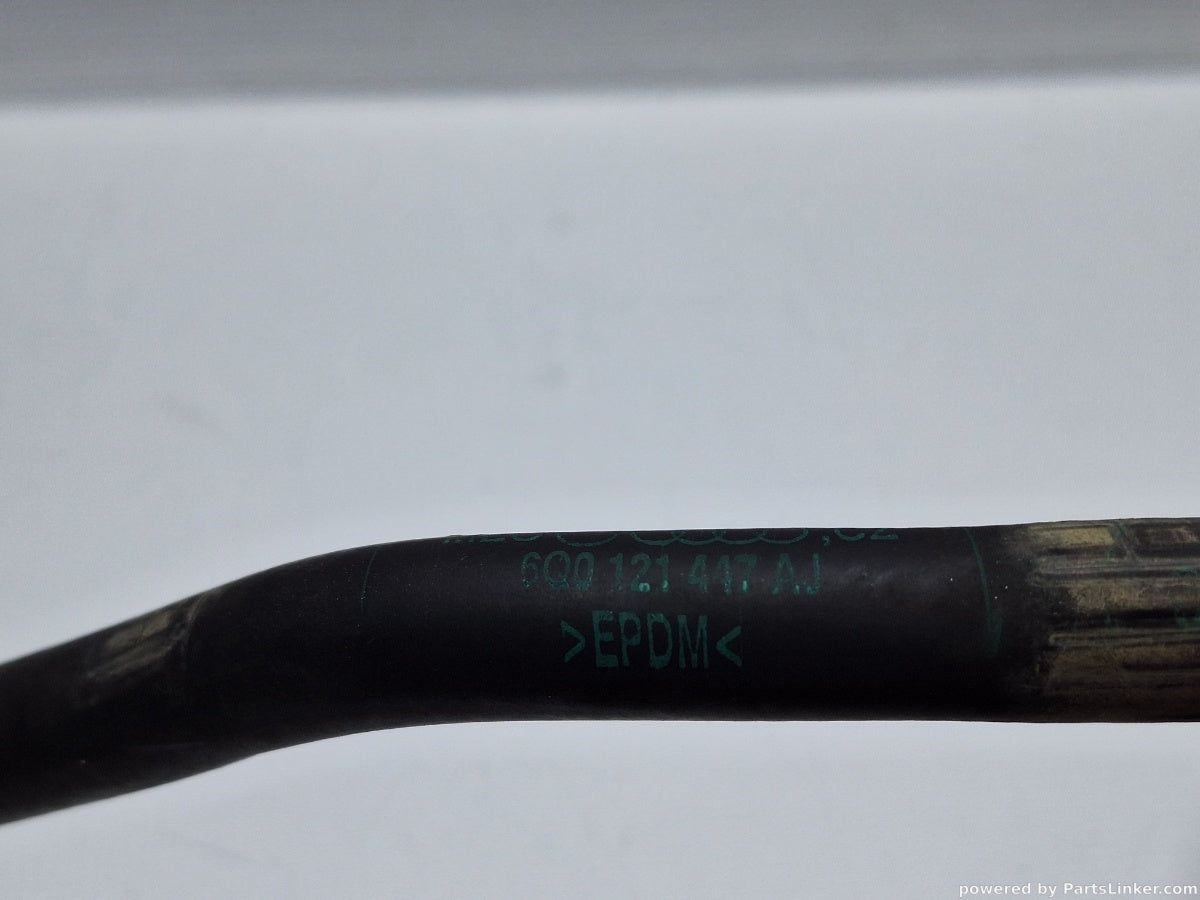 6Q0 121 447 AJ
>EPDM<
powered by PartsLinker.com